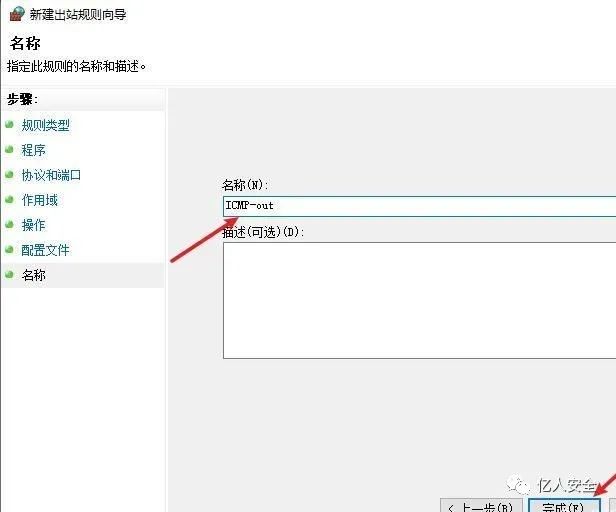 新建出站规则向导
名称
指定此规则的名称和描述。
步骤:
规则类型
程序
协议和端口
作用域
操作
配置文件
名称
名称(N):
ICMP-out
描述(可选)(D):
亿人安全
< 上一步(B)
完成(F)